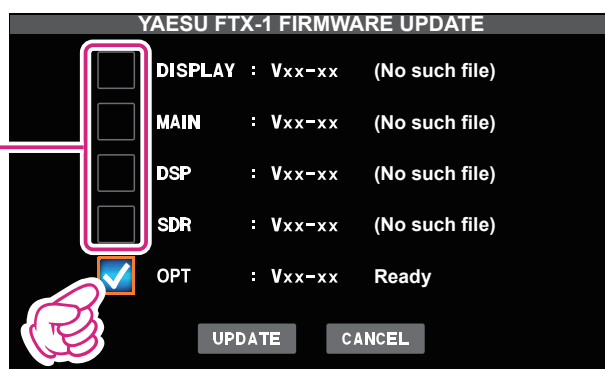 YAESU FTX-1 FIRMWARE UPDATE
DISPLAY : Vxx-xx (No such file)
MAIN : Vxx-xx (No such file)
DSP : Vxx-xx (No such file)
SDR : Vxx-xx (No such file)
OPT : Vxx-xx Ready
UPDATE CANCEL